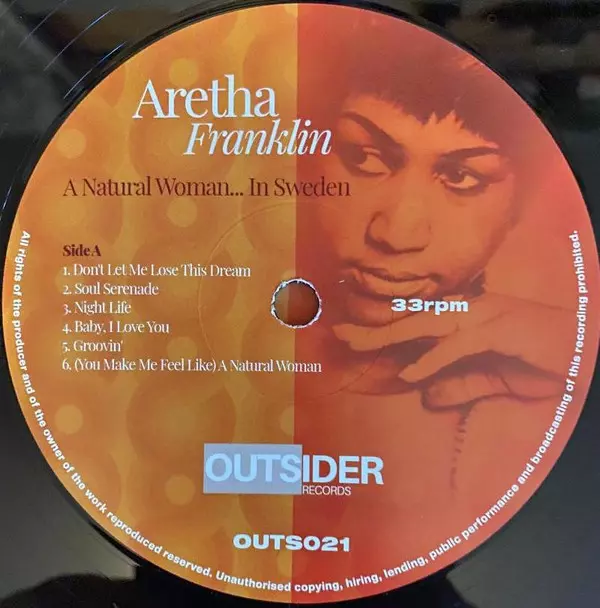 Aretha
Franklin
A Natural Woman... In Sweden
Side A
1. Don't Let Me Lose This Dream
2. Soul Serenade
3. Night Life
4. Baby, I Love You
5. Groovin'
6. (You Make Me Feel Like) A Natural Woman
33rpm
OUTSIDER
RECORDS
OUTS021
All rights of the producer and of the owner of the work reproduced reserved. Unauthorised copying, hiring, lending, public performance and broadcasting of this recording prohibited.